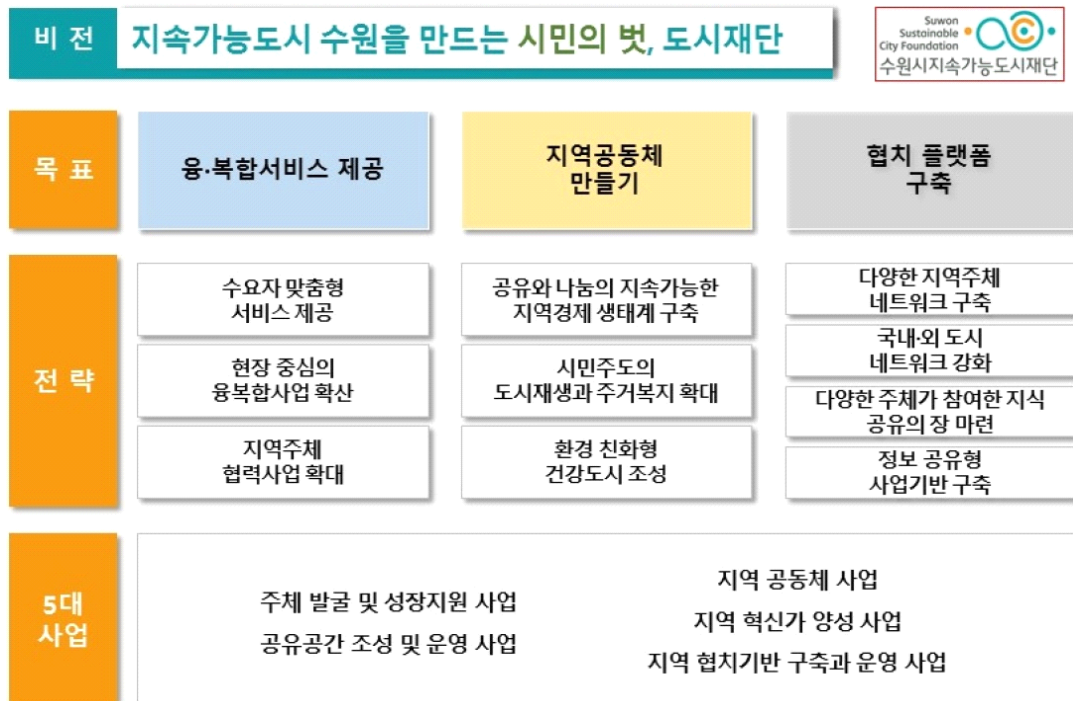 비 전
지속가능도시 수원을 만드는 시민의 벗, 도시재단
Suwon
Sustainable
City Foundation
수원시지속가능도시재단
목 표
융·복합서비스 제공
지역공동체
만들기
협치 플랫폼
구축
전 략
수요자 맞춤형
서비스 제공
현장 중심의
융복합사업 확산
지역주체
협력사업 확대
공유와 나눔의 지속가능한
지역경제 생태계 구축
시민주도의
도시재생과 주거복지 확대
환경 친화형
건강도시 조성
다양한 지역주체
네트워크 구축
국내·외 도시
네트워크 강화
다양한 주체가 참여한 지식
공유의 장 마련
정보 공유형
사업기반 구축
5대
사업
주체 발굴 및 성장지원 사업
공유공간 조성 및 운영 사업
지역 공동체 사업
지역 혁신가 양성 사업
지역 협치기반 구축과 운영 사업